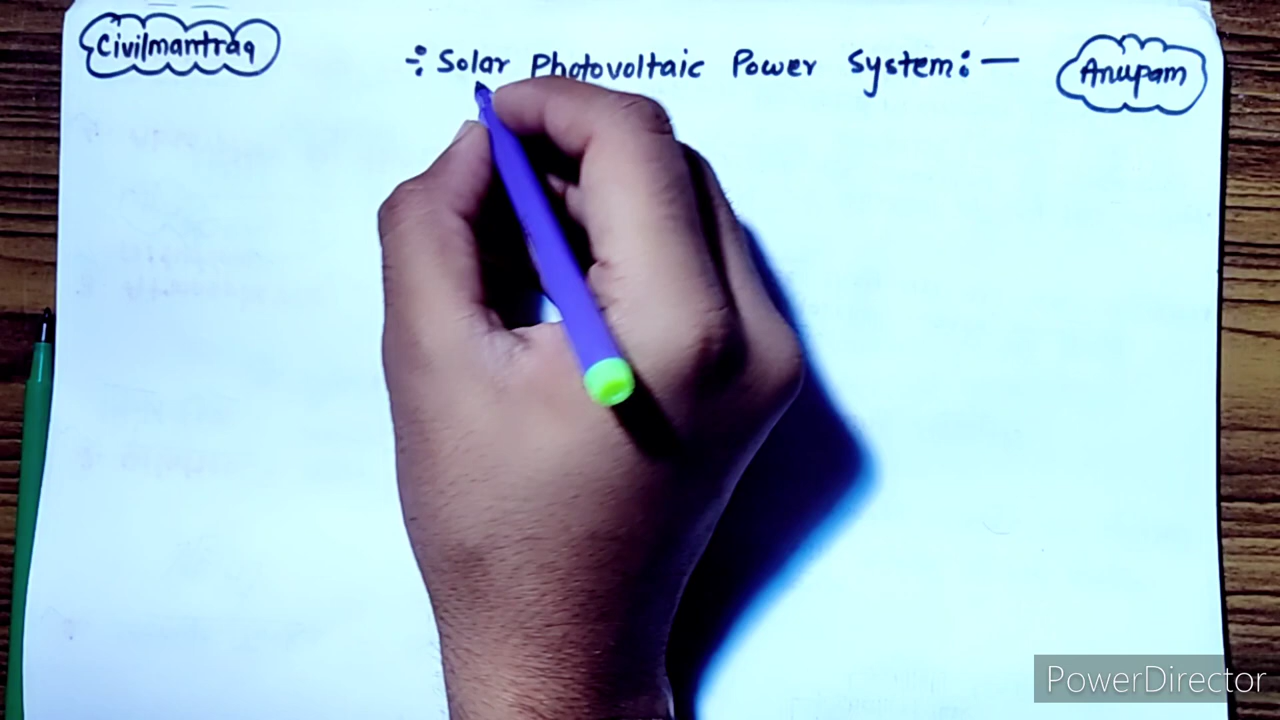 Civilmantraa
÷ Solar Photovoltaic Power System:—
Anupam
PowerDirector